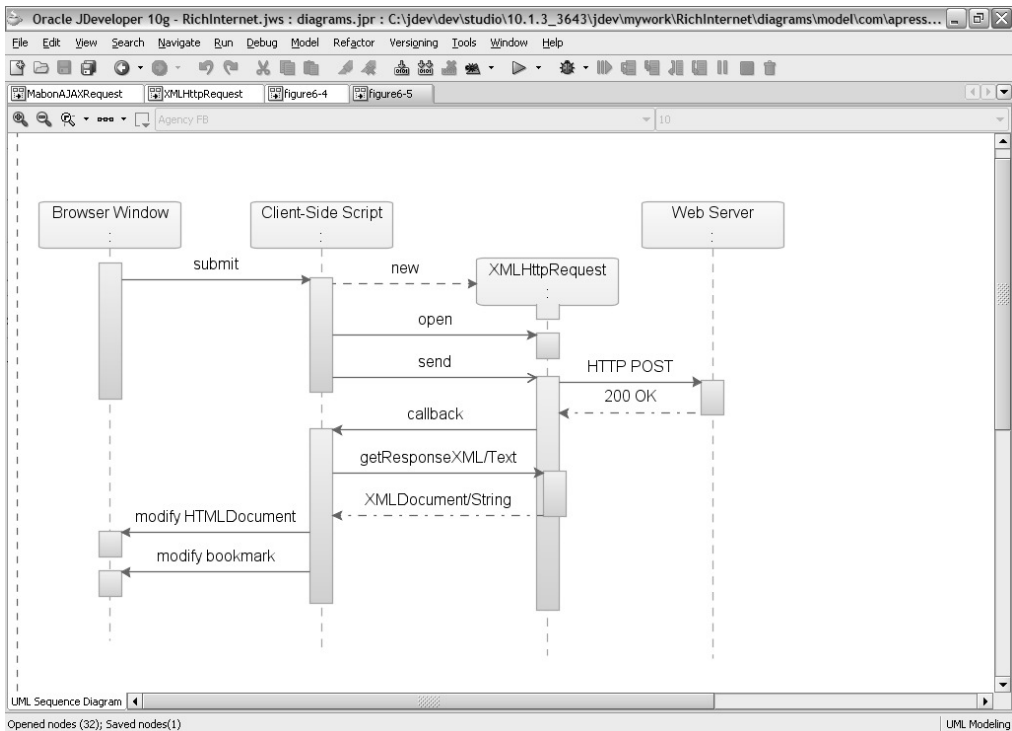 Oracle JDeveloper 10g - RichInternet.jws : diagrams.jpr : C:\jdev\dev\studio\10.1.3_3643\jdev\mywork\RichInternet\diagrams\model\com\apress...
File Edit View Search Navigate Run Debug Model Refactor Versioning Tools Window Help
MabonAJAXRequest XMLHttpRequest figure6-4 figure6-5
Agency FB 10
Browser Window
:
Client-Side Script
:
Web Server
:
submit
new
XMLHttpRequest
:
open
send
HTTP POST
200 OK
callback
getResponseXML/Text
XMLDocument/String
modify HTMLDocument
modify bookmark
UML Sequence Diagram
Opened nodes (32); Saved nodes(1) UML Modeling